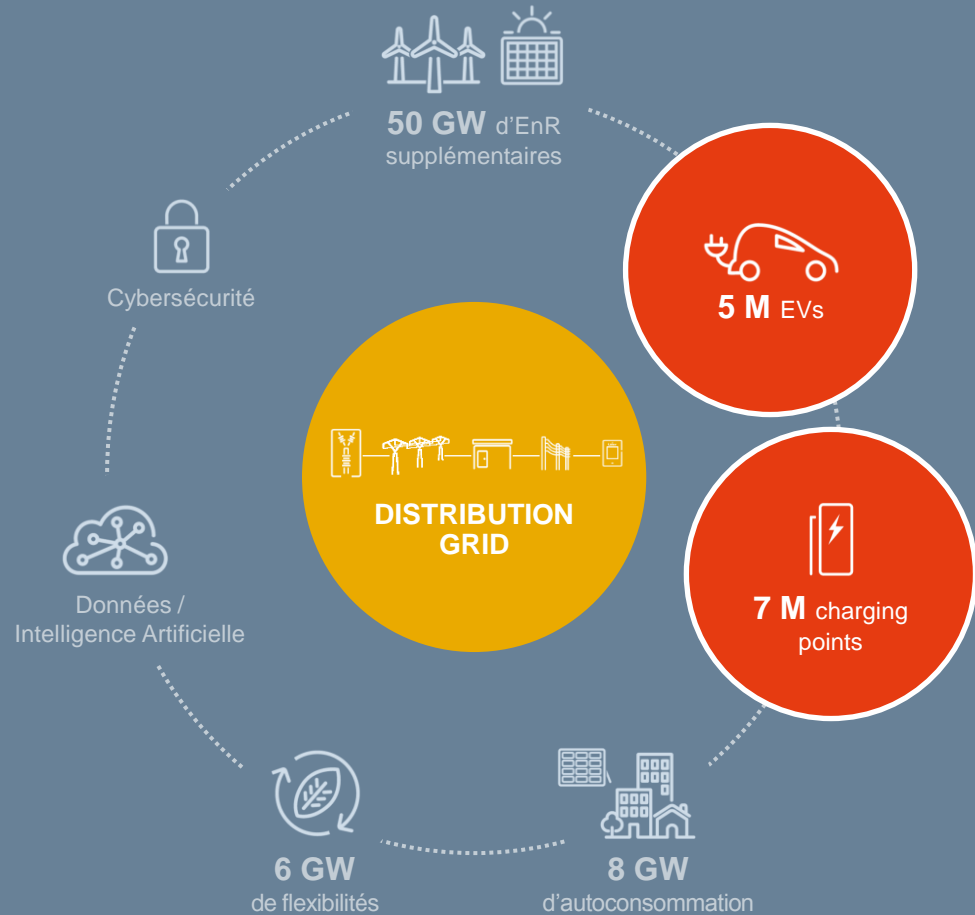 50 GW d'EnR
supplémentaires
5 M EVs
Cybersécurité
DISTRIBUTION
GRID
7 M charging
points
Données /
Intelligence Artificielle
6 GW
de flexibilités
8 GW
d'autoconsommation